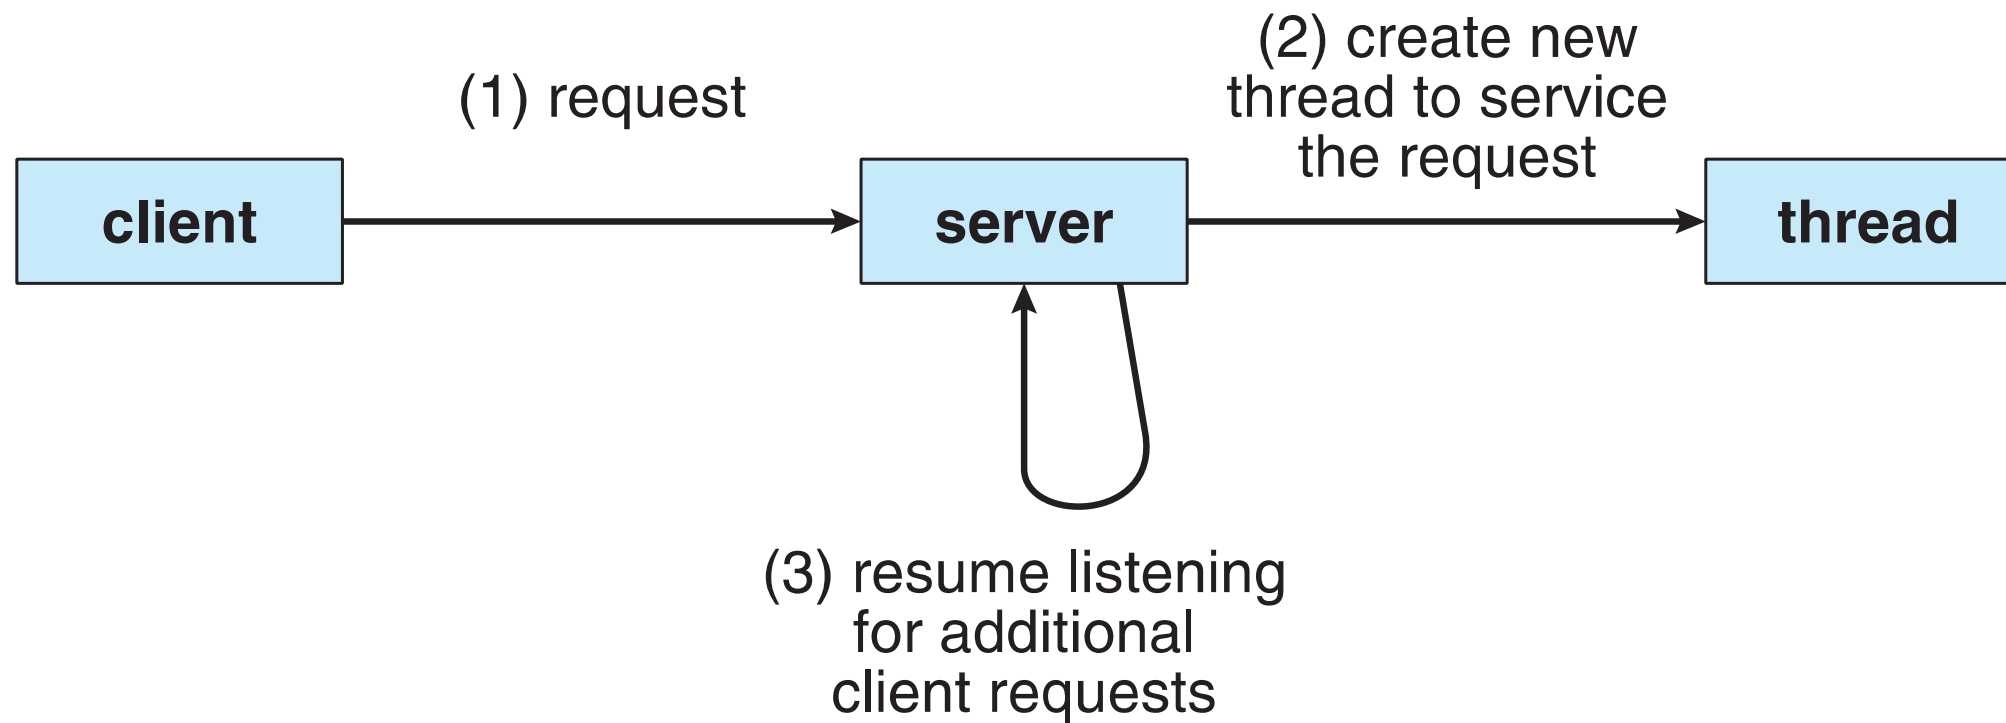 (1) request
(2) create new
thread to service
the request
client
server
thread
(3) resume listening
for additional
client requests